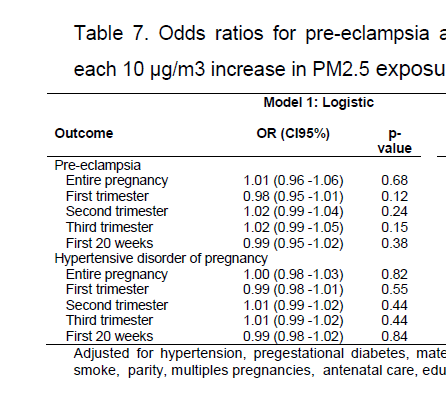 Table 7. Odds ratios for pre-eclampsia a
each 10 µg/m3 increase in PM2.5 exposu
Model 1: Logistic
Outcome OR (CI95%) p-
value
Pre-eclampsia
Entire pregnancy 1.01 (0.96 -1.06) 0.68
First trimester 0.98 (0.95 -1.01) 0.12
Second trimester 1.02 (0.99 -1.04) 0.24
Third trimester 1.02 (0.99 -1.05) 0.15
First 20 weeks 0.99 (0.95 -1.02) 0.38
Hypertensive disorder of pregnancy
Entire pregnancy 1.00 (0.98 -1.03) 0.82
First trimester 0.99 (0.98 -1.01) 0.55
Second trimester 1.01 (0.99 -1.02) 0.44
Third trimester 1.01 (0.99 -1.02) 0.44
First 20 weeks 0.99 (0.98 -1.02) 0.84
Adjusted for hypertension, pregestational diabetes, mate
smoke, parity, multiples pregnancies, antenatal care, edu